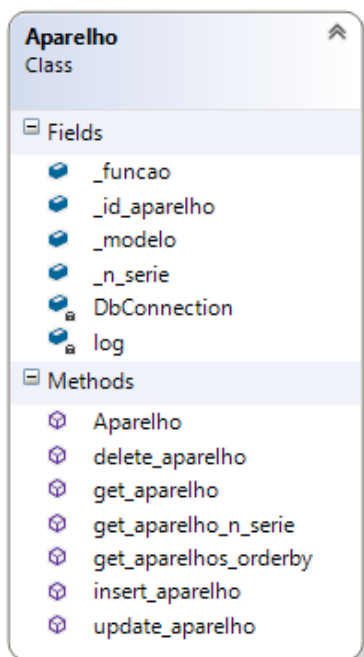 Aparelho
Class
Fields
_funcao
_id_aparelho
_modelo
_n_serie
DbConnection
log
Methods
Aparelho
delete_aparelho
get_aparelho
get_aparelho_n_serie
get_aparelhos_orderby
insert_aparelho
update_aparelho